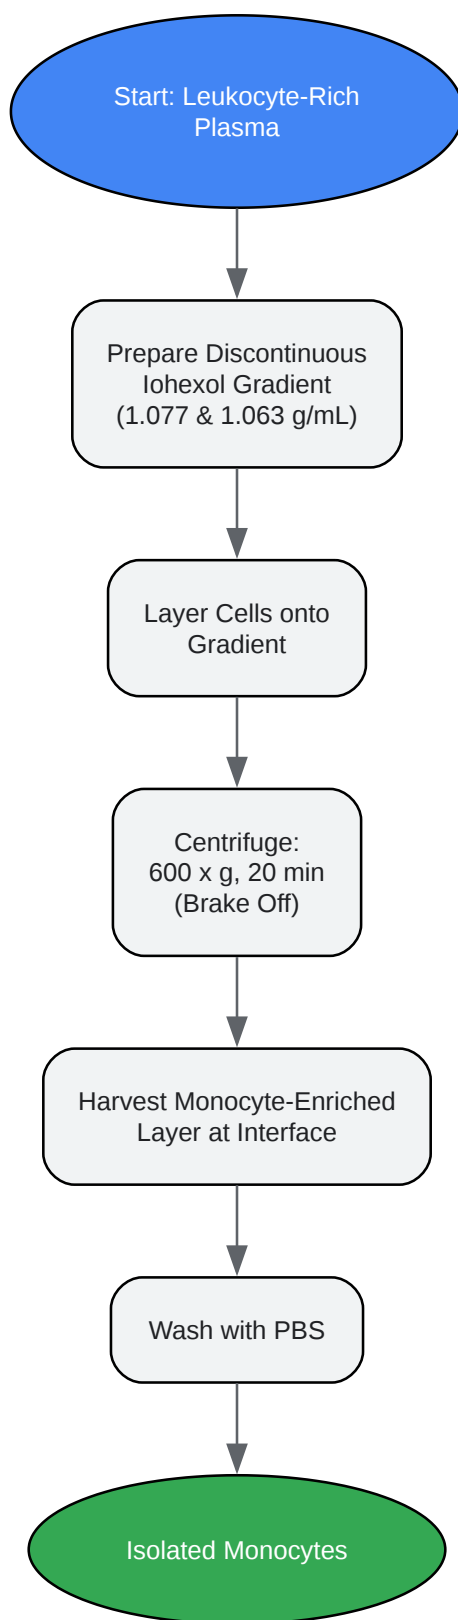 Start: Leukocyte-Rich
Plasma
Prepare Discontinuous
Iohexol Gradient
(1.077 & 1.063 g/mL)
Layer Cells onto
Gradient
Centrifuge:
600 x g, 20 min
(Brake Off)
Harvest Monocyte-Enriched
Layer at Interface
Wash with PBS
Isolated Monocytes